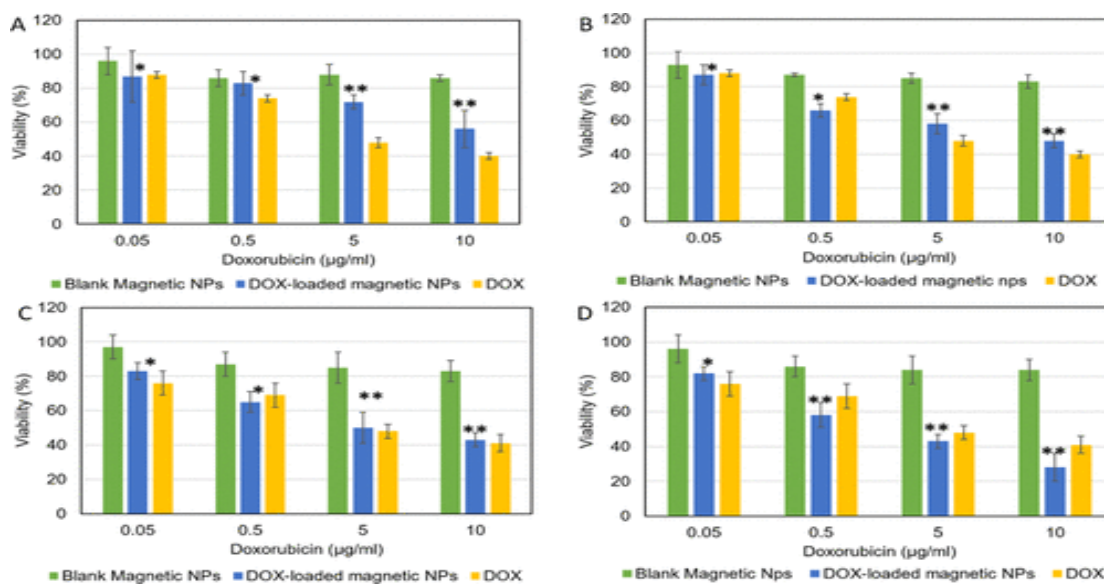 A
120
100
80
60
40
20
0
Viability (%)
* * ** **
0.05 0.5 5 10
Doxorubicin (µg/ml)
Blank Magnetic NPs DOX-loaded magnetic NPs DOX
B
120
100
80
60
40
20
0
Viability (%)
* * ** **
0.05 0.5 5 10
Doxorubicin (µg/ml)
Blank Magnetic NPs DOX-loaded magnetic nps DOX
C
120
100
80
60
40
20
0
Viability (%)
* * ** **
0.05 0.5 5 10
Doxorubicin (µg/ml)
Blank Magnetic NPs DOX-loaded magnetic NPs DOX
D
120
100
80
60
40
20
0
Viability (%)
* ** ** **
0.05 0.5 5 10
Doxorubicin (µg/ml)
Blank Magnetic Nps DOX-loaded magnetic NPs DOX